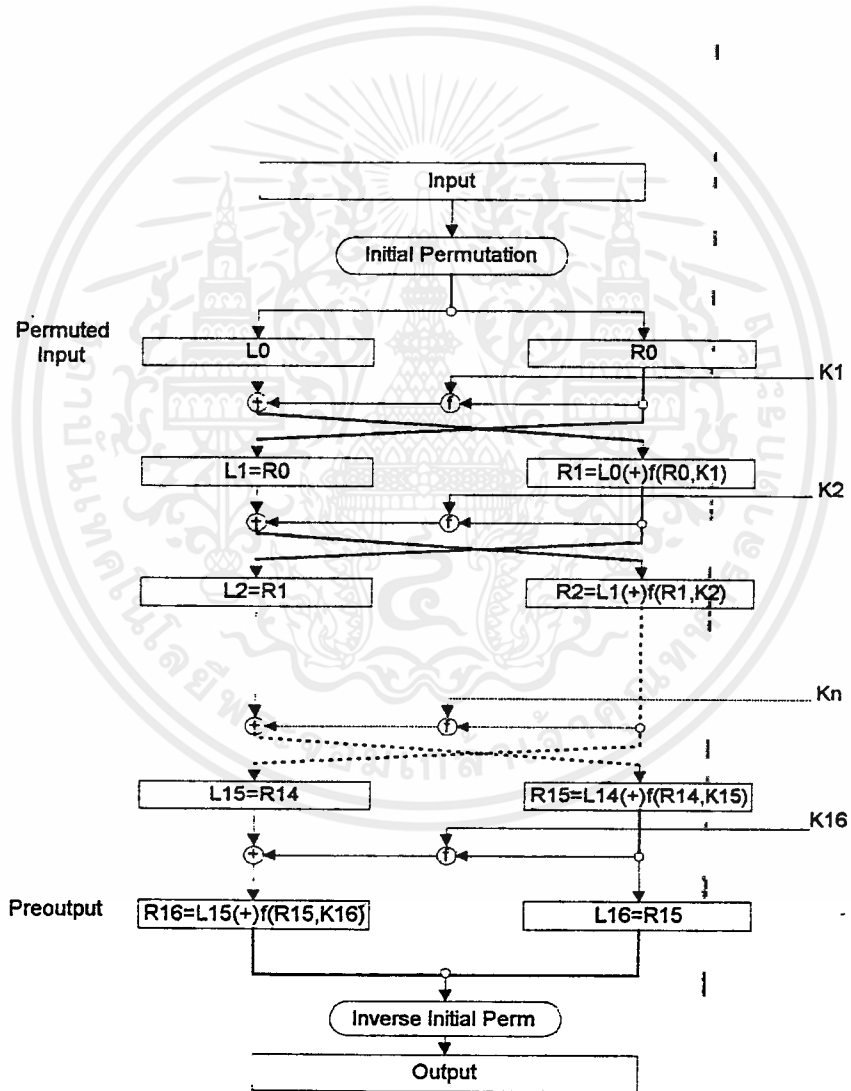 Input
Initial Permutation
Permuted
Input
L0
R0
K1
+
f
L1=R0
R1=L0(+)f(R0,K1)
K2
+
f
L2=R1
R2=L1(+)f(R1,K2)
Kn
+
f
L15=R14
R15=L14(+)f(R14,K15)
K16
+
f
Preoutput
R16=L15(+)f(R15,K16)
L16=R15
Inverse Initial Perm
Output